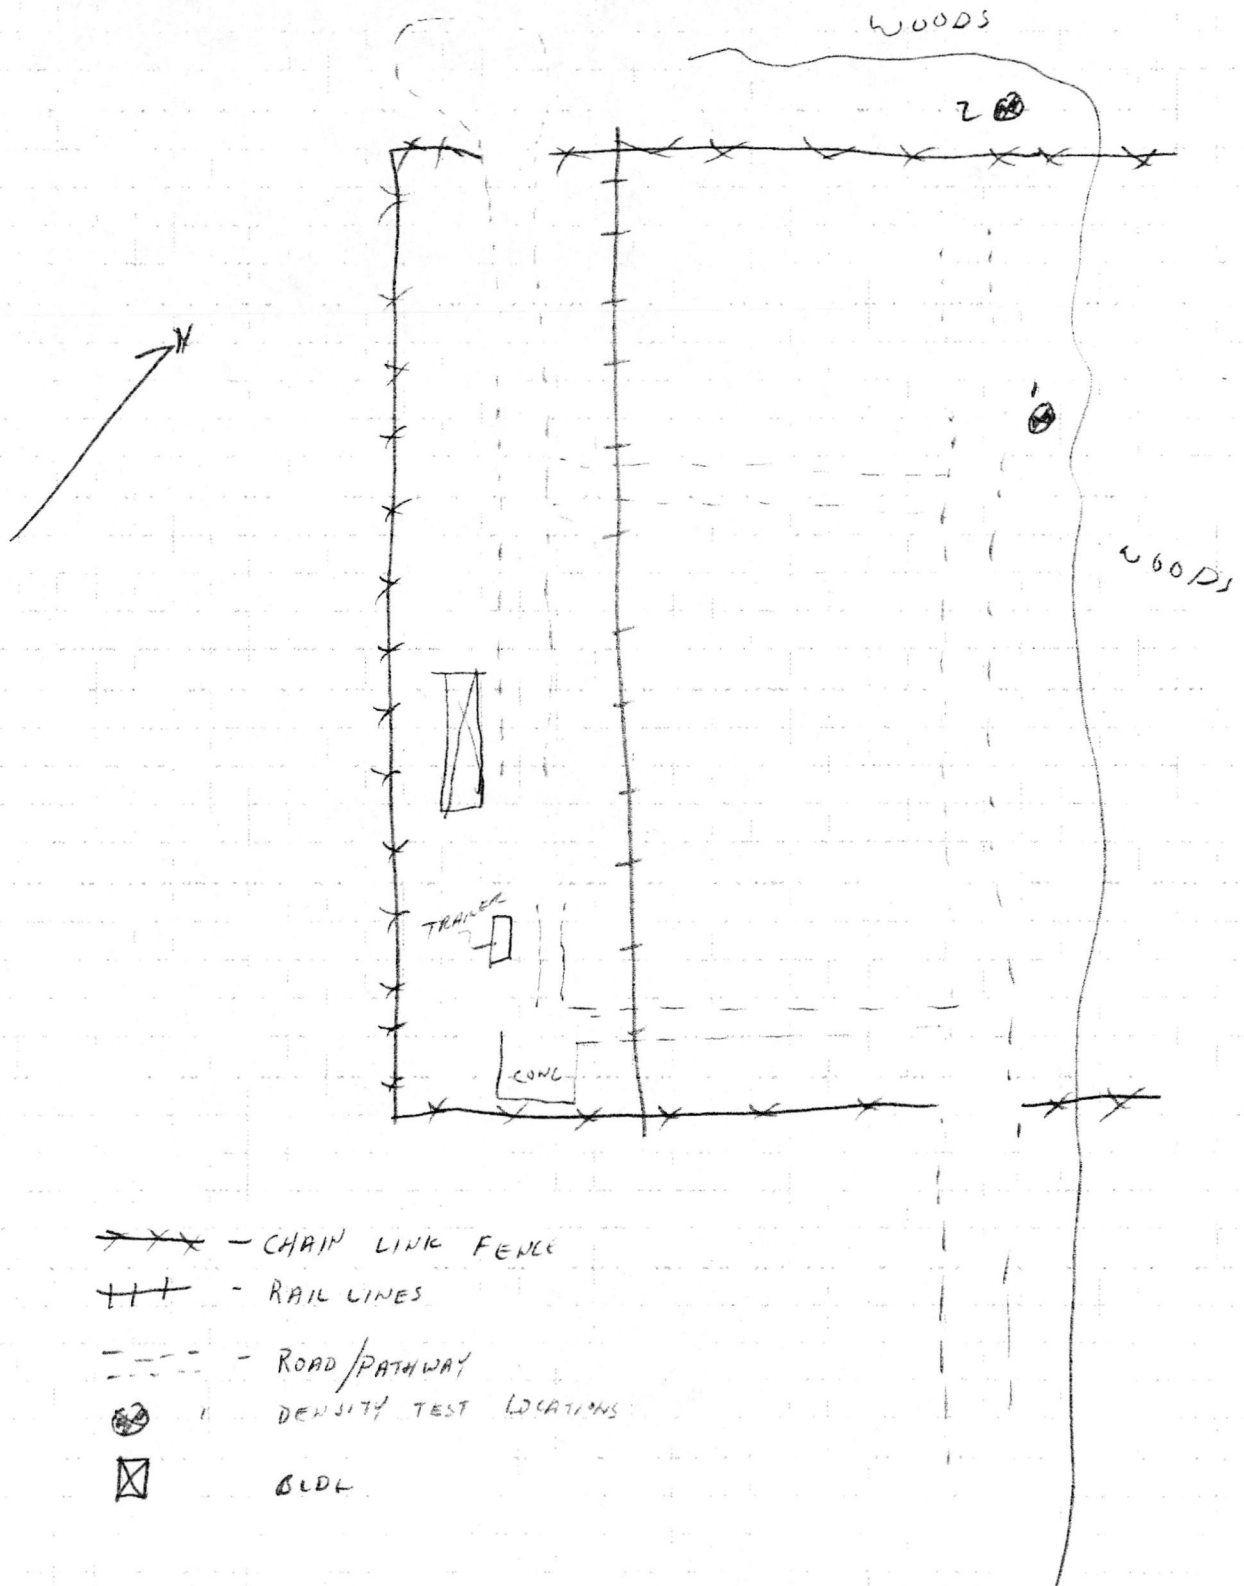 WOODS
2
N
1
WOODS
TRAILER
CONC
- CHAIN LINK FENCE
- RAIL LINES
- ROAD/PATHWAY
DENSITY TEST LOCATIONS
BLDG